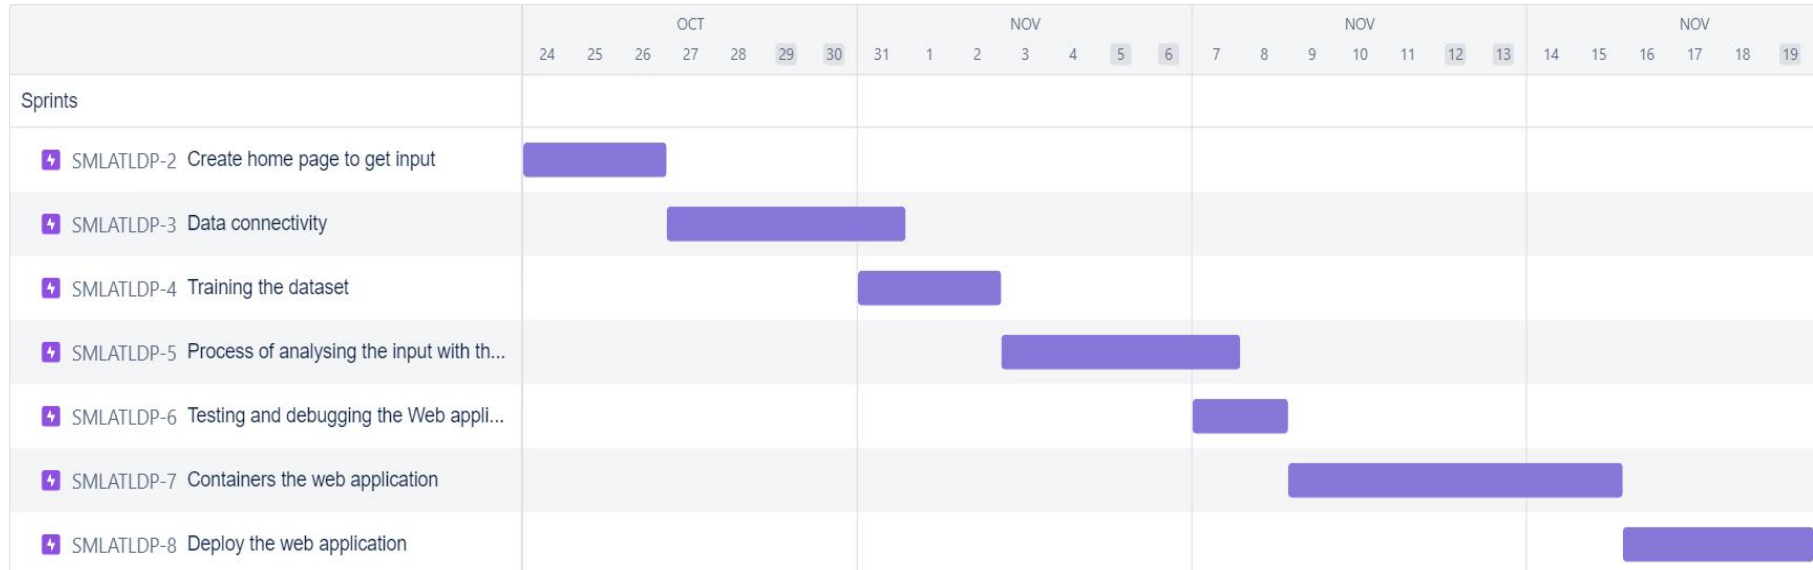 OCT NOV NOV NOV
24 25 26 27 28 29 30 31 1 2 3 4 5 6 7 8 9 10 11 12 13 14 15 16 17 18 19
Sprints
SMLATLDP-2 Create home page to get input
SMLATLDP-3 Data connectivity
SMLATLDP-4 Training the dataset
SMLATLDP-5 Process of analysing the input with th...
SMLATLDP-6 Testing and debugging the Web appli...
SMLATLDP-7 Containers the web application
SMLATLDP-8 Deploy the web application